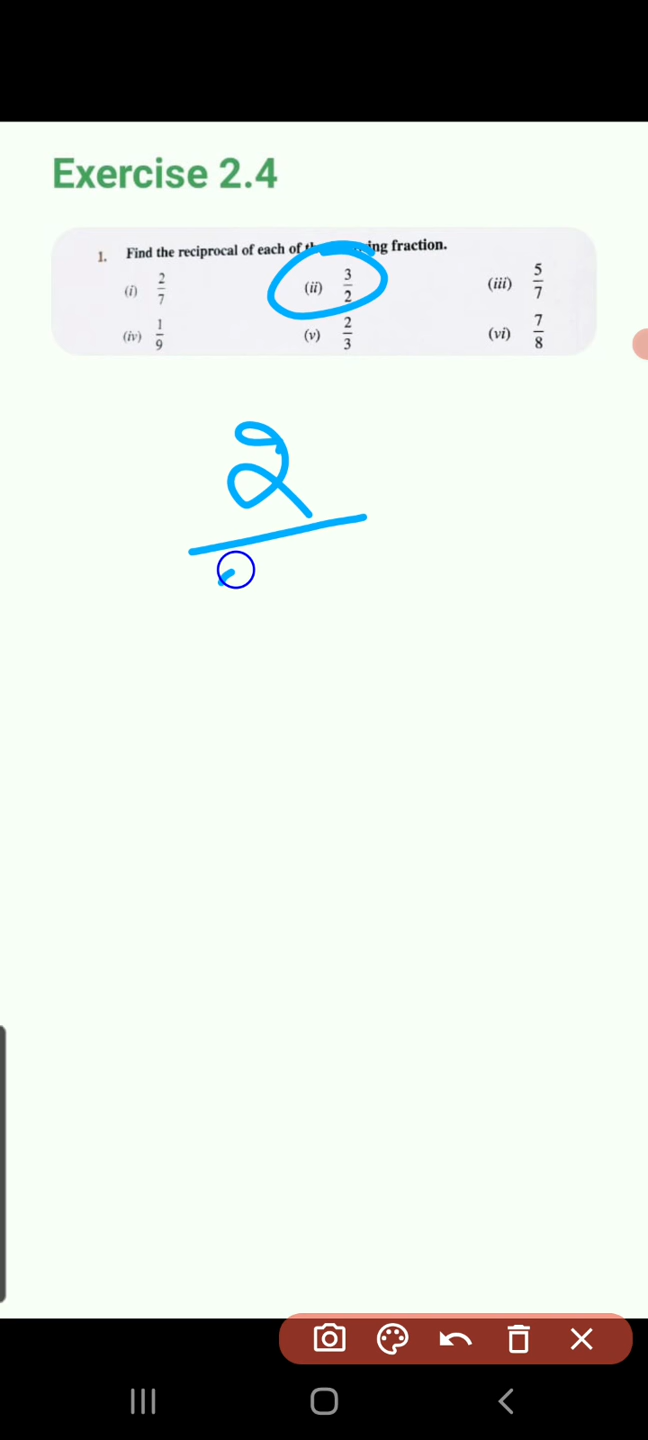 Exercise 2.4
1. Find the reciprocal of each of ing fraction.
(i) 2/7 (ii) 3/2 (iii) 5/7
(iv) 1/9 (v) 2/3 (vi) 7/8
2